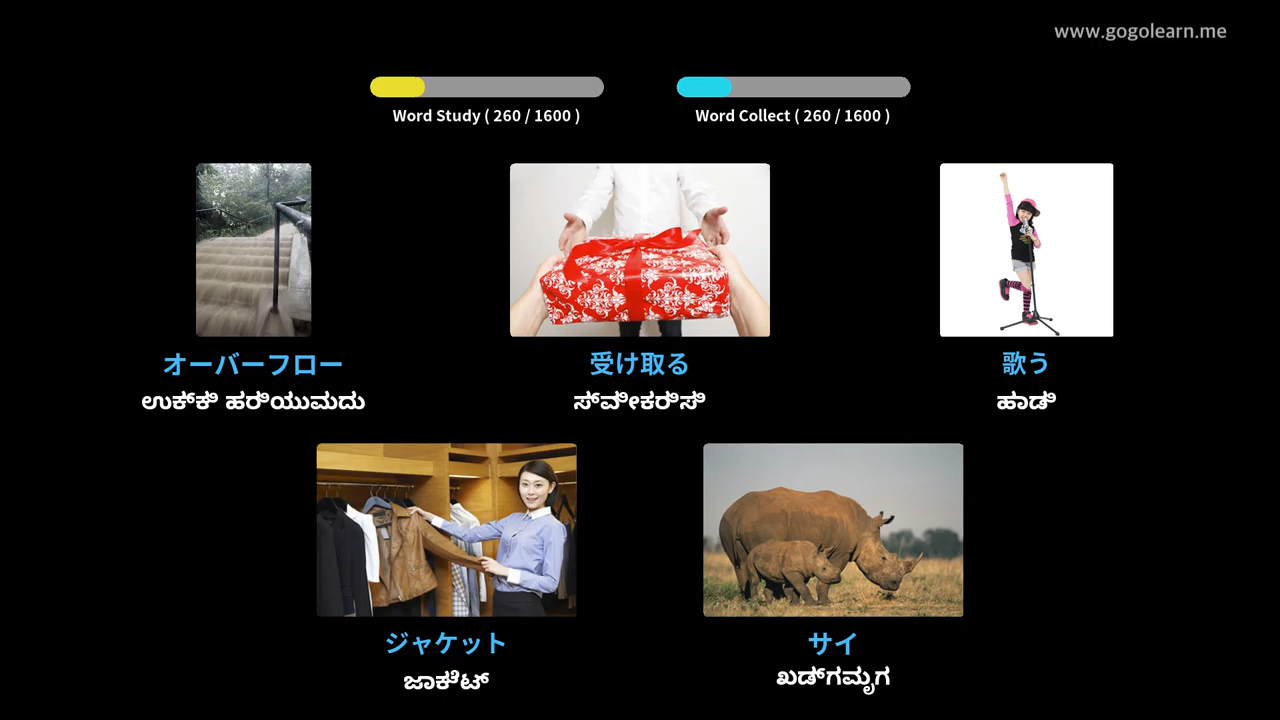 www.gogolearn.me
Word Study ( 260 / 1600 )
Word Collect ( 260 / 1600 )
オーバーフロー
受け取る
歌う
ಉಕ್ಕಿ ಹರಿಯುಮದು
ಸ್ವೀಕರಿಸಿ
ಹಾಡಿ
ジャケット
サイ
ಜಾಕೆಟ್
ಖಡ್ಗಮೃಗ